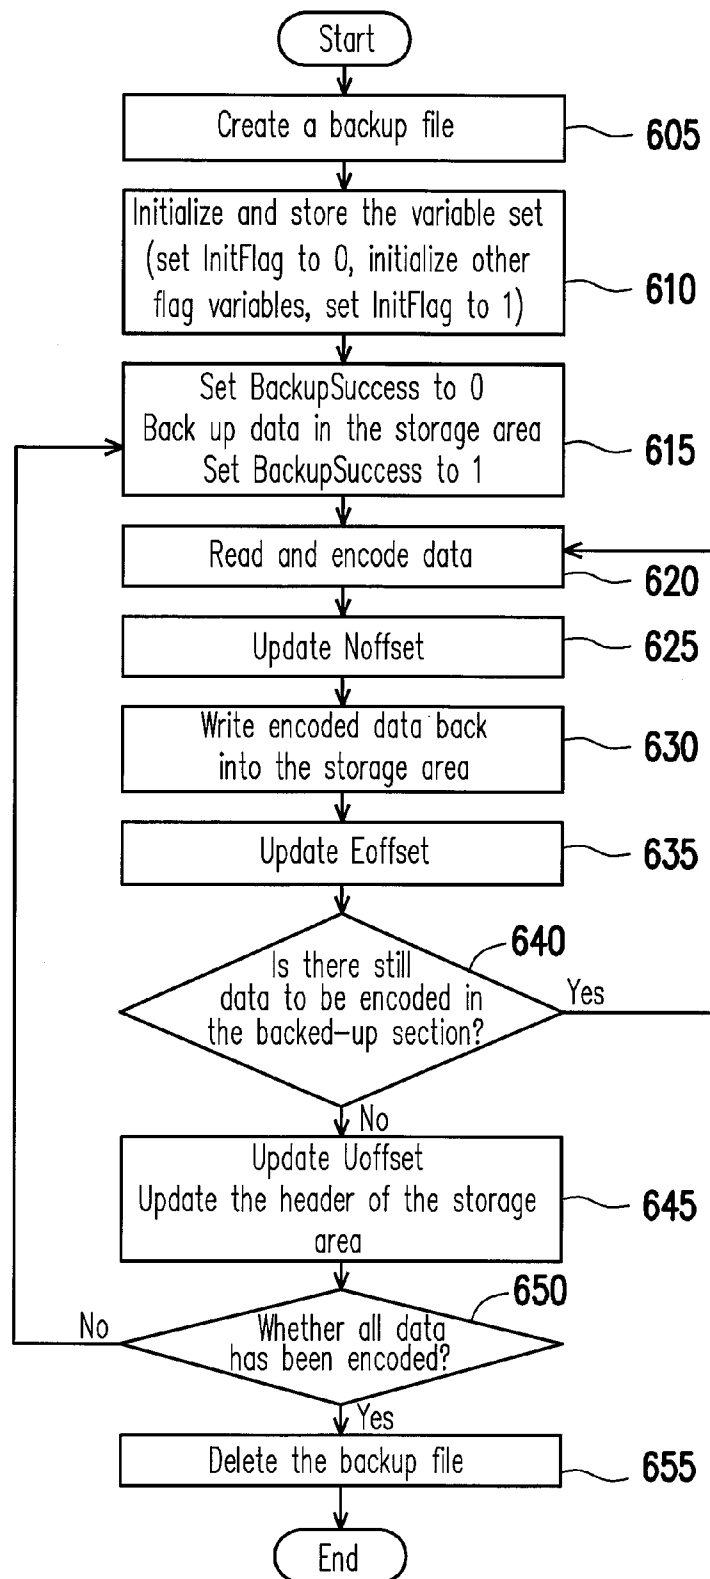 Start
Create a backup file
605
Initialize and store the variable set
(set InitFlag to 0, initialize other
flag variables, set InitFlag to 1)
610
Set BackupSuccess to 0
Back up data in the storage area
Set BackupSuccess to 1
615
Read and encode data
620
Update Noffset
625
Write encoded data back
into the storage area
630
Update Eoffset
635
640
Is there still
data to be encoded in
the backed-up section?
Yes
No
Update Uoffset
Update the header of the storage
area
645
650
Whether all data
has been encoded?
No
Yes
Delete the backup file
655
End